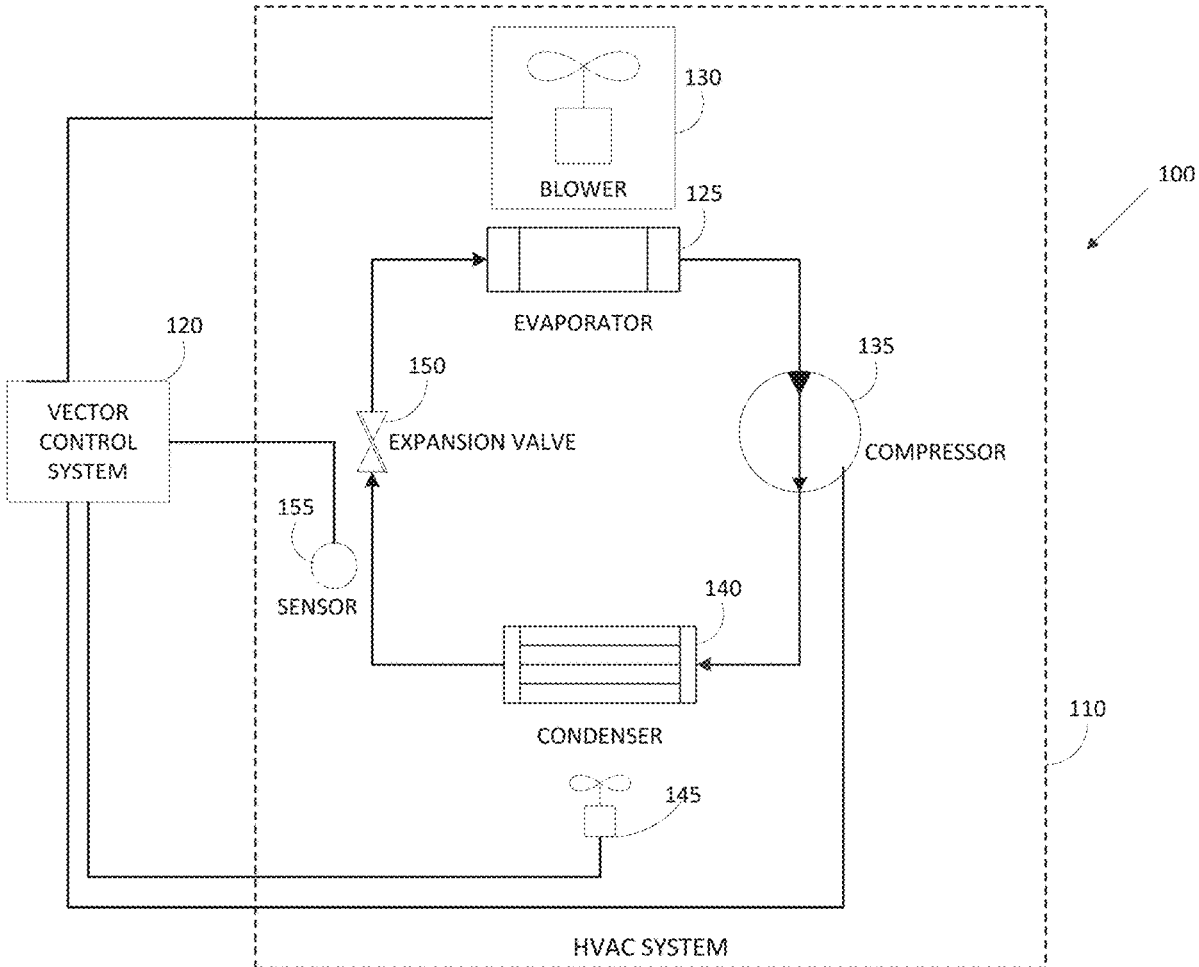 130
BLOWER
100
125
EVAPORATOR
120
135
150
VECTOR
CONTROL
SYSTEM
EXPANSION VALVE
COMPRESSOR
155
SENSOR
140
110
CONDENSER
145
HVAC SYSTEM